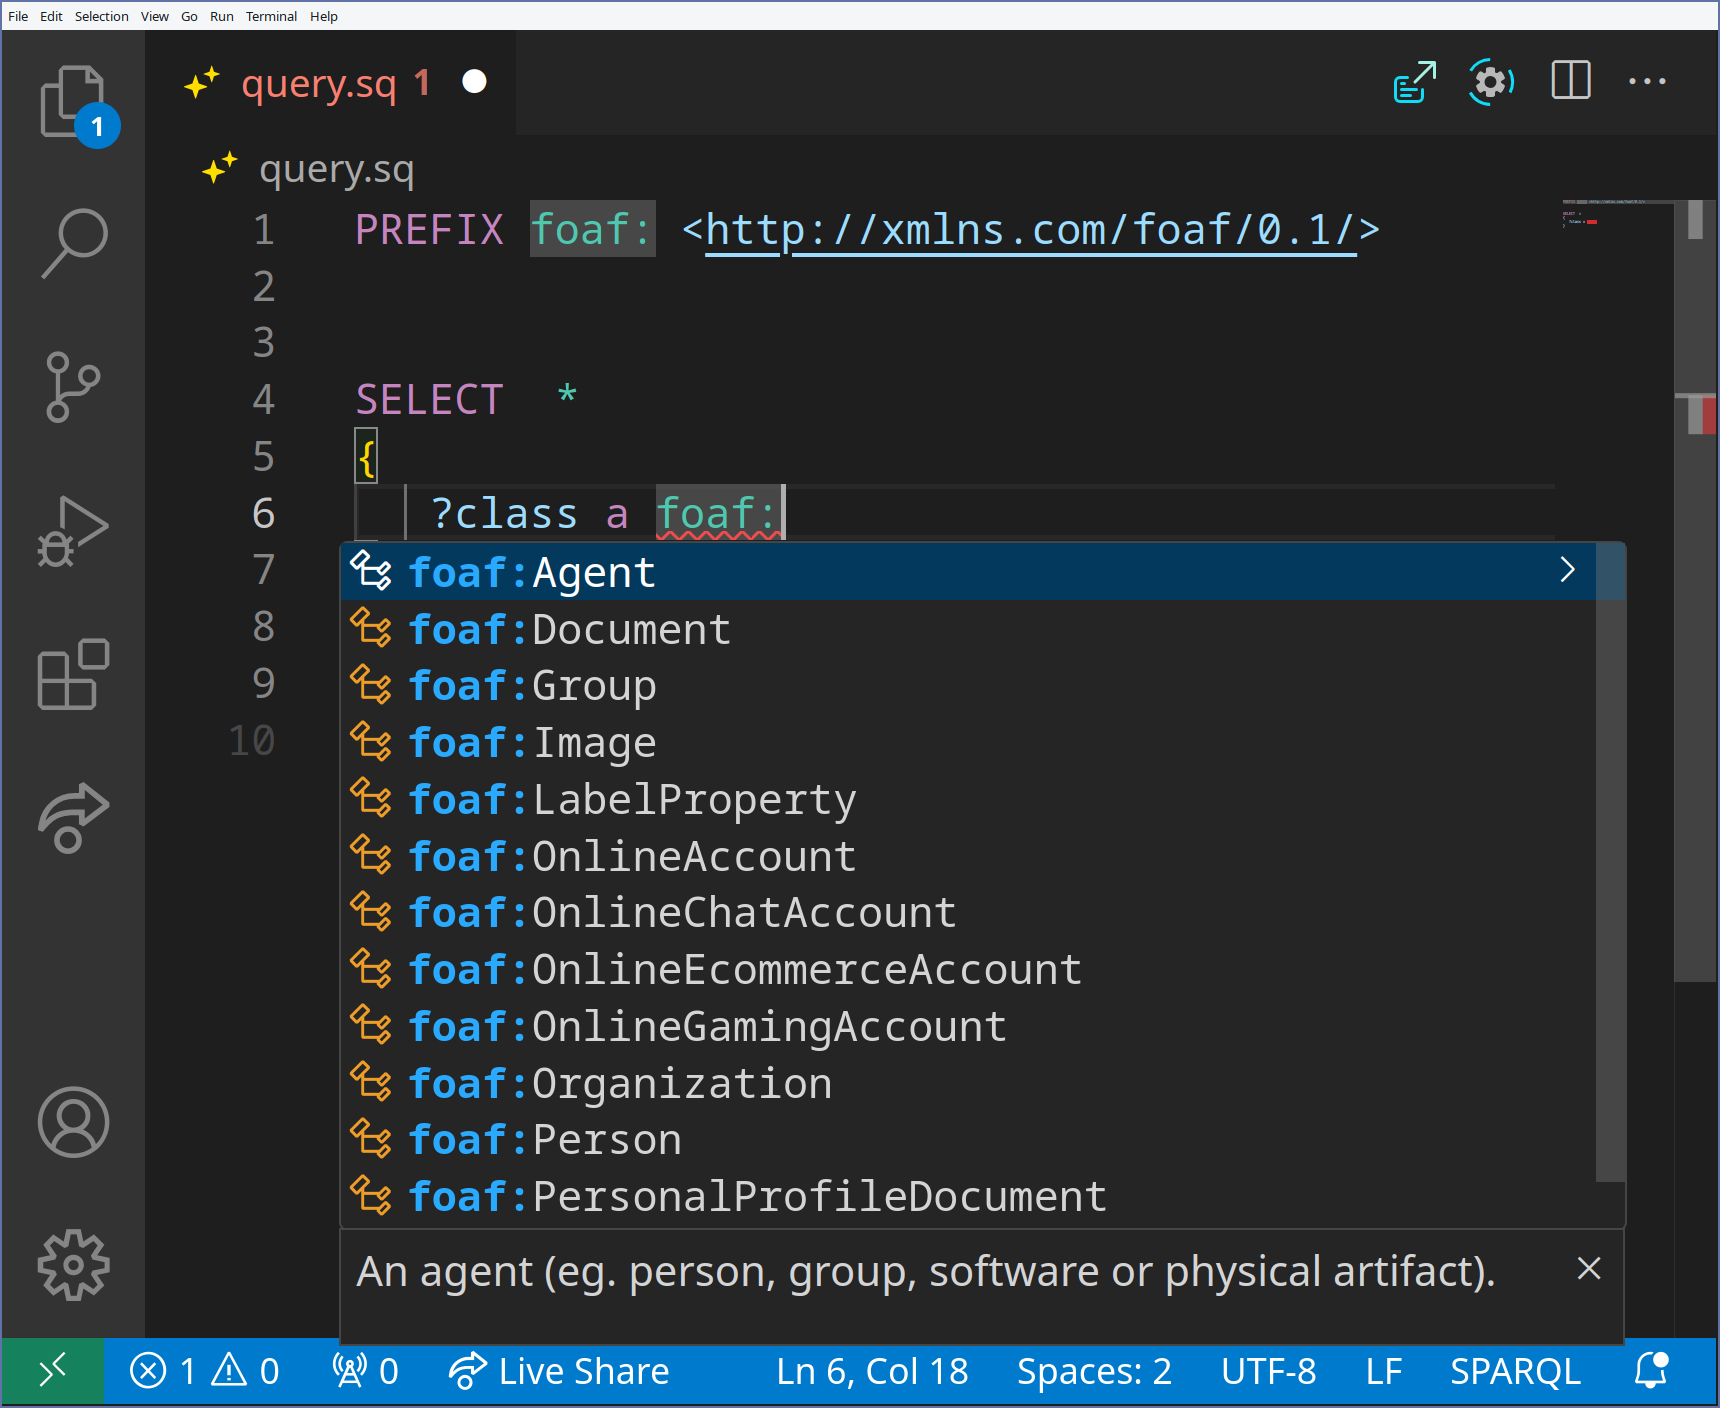 File Edit Selection View Go Run Terminal Help
query.sq 1
1
query.sq
1 PREFIX foaf: <http://xmlns.com/foaf/0.1/>
2
3
4 SELECT *
5 {
6 ?class a foaf:
7
8
9
10
foaf:Agent
foaf:Document
foaf:Group
foaf:Image
foaf:LabelProperty
foaf:OnlineAccount
foaf:OnlineChatAccount
foaf:OnlineEcommerceAccount
foaf:OnlineGamingAccount
foaf:Organization
foaf:Person
foaf:PersonalProfileDocument
An agent (eg. person, group, software or physical artifact).
1 0 0 Live Share Ln 6, Col 18 Spaces: 2 UTF-8 LF SPARQL